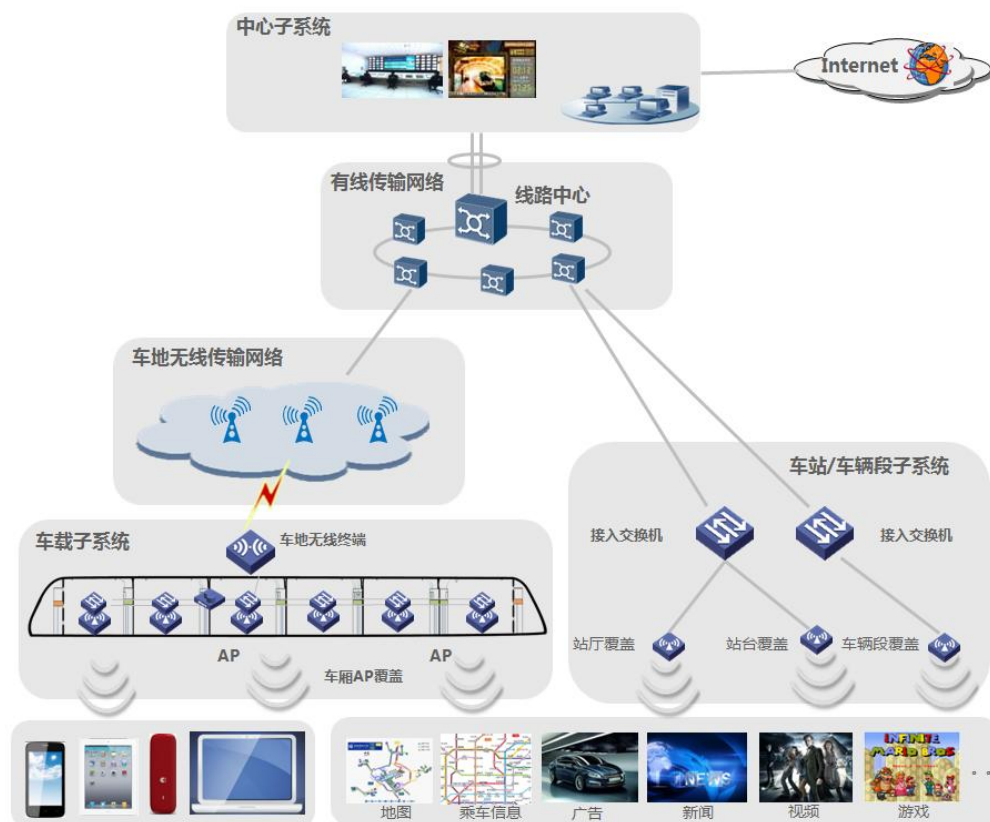 中心子系统
Internet
有线传输网络
线路中心
车地无线传输网络
车站/车辆段子系统
接入交换机
接入交换机
车载子系统
车地无线终端
站厅覆盖
站台覆盖
车辆段覆盖
AP
AP
车厢AP覆盖
NEWS
INFINITE
MARIO BROS
地图
乘车信息
广告
新闻
视频
游戏
...